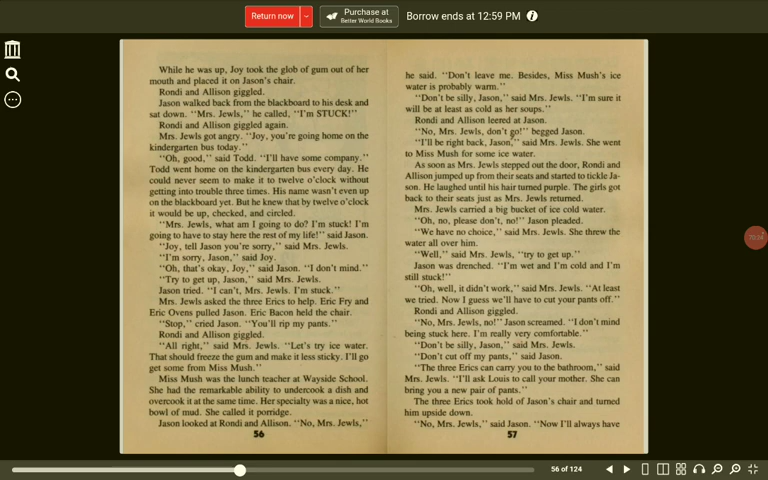 Return now
Purchase at
Better World Books
Borrow ends at 12:59 PM
While he was up, Joy took the glob of gum out of her
mouth and placed it on Jason's chair.
Rondi and Allison giggled.
Jason walked back from the blackboard to his desk and
sat down. "Mrs. Jewls," he called, "I'm STUCK!"
Rondi and Allison giggled again.
Mrs. Jewls got angry. "Joy, you're going home on the
kindergarten bus today."
"Oh, good," said Todd. "I'll have some company."
Todd went home on the kindergarten bus every day. He
could never seem to make it to twelve o'clock without
getting into trouble three times. His name wasn't even up
on the blackboard yet. But he knew that by twelve o'clock
it would be up, checked, and circled.
"Mrs. Jewls, what am I going to do? I'm stuck! I'm
going to have to stay here the rest of my life!" said Jason.
"Joy, tell Jason you're sorry," said Mrs. Jewls.
"I'm sorry, Jason," said Joy.
"Oh, that's okay, Joy," said Jason. "I don't mind."
"Try to get up, Jason," said Mrs. Jewls.
Jason tried. "I can't, Mrs. Jewls. I'm stuck."
Mrs. Jewls asked the three Erics to help. Eric Fry and
Eric Ovens pulled Jason. Eric Bacon held the chair.
"Stop," cried Jason. "You'll rip my pants."
Rondi and Allison giggled.
"All right," said Mrs. Jewls. "Let's try ice water.
That should freeze the gum and make it less sticky. I'll go
get some from Miss Mush."
Miss Mush was the lunch teacher at Wayside School.
She had the remarkable ability to undercook a dish and
overcook it at the same time. Her specialty was a nice, hot
bowl of mud. She called it porridge.
Jason looked at Rondi and Allison. "No, Mrs. Jewls,"
56
he said. "Don't leave me. Besides, Miss Mush's ice
water is probably warm."
"Don't be silly, Jason," said Mrs. Jewls. "I'm sure it
will be at least as cold as her soups."
Rondi and Allison leered at Jason.
"No, Mrs. Jewls, don't go!" begged Jason.
"I'll be right back, Jason," said Mrs. Jewls. She went
to Miss Mush for some ice water.
As soon as Mrs. Jewls stepped out the door, Rondi and
Allison jumped up from their seats and started to tickle Ja-
son. He laughed until his hair turned purple. The girls got
back to their seats just as Mrs. Jewls returned.
Mrs. Jewls carried a big bucket of ice cold water.
"Oh, no, please don't, no!" Jason pleaded.
"We have no choice," said Mrs. Jewls. She threw the
water all over him.
"Well," said Mrs. Jewls, "try to get up."
Jason was drenched. "I'm wet and I'm cold and I'm
still stuck!"
"Oh, well, it didn't work," said Mrs. Jewls. "At least
we tried. Now I guess we'll have to cut your pants off."
Rondi and Allison giggled.
"No, Mrs. Jewls, no!" Jason screamed. "I don't mind
being stuck here. I'm really very comfortable."
"Don't be silly, Jason," said Mrs. Jewls.
"Don't cut off my pants," said Jason.
"The three Erics can carry you to the bathroom," said
Mrs. Jewls. "I'll ask Louis to call your mother. She can
bring you a new pair of pants."
The three Erics took hold of Jason's chair and turned
him upside down.
"No, Mrs. Jewls," said Jason. "Now I'll always have
57
56 of 124